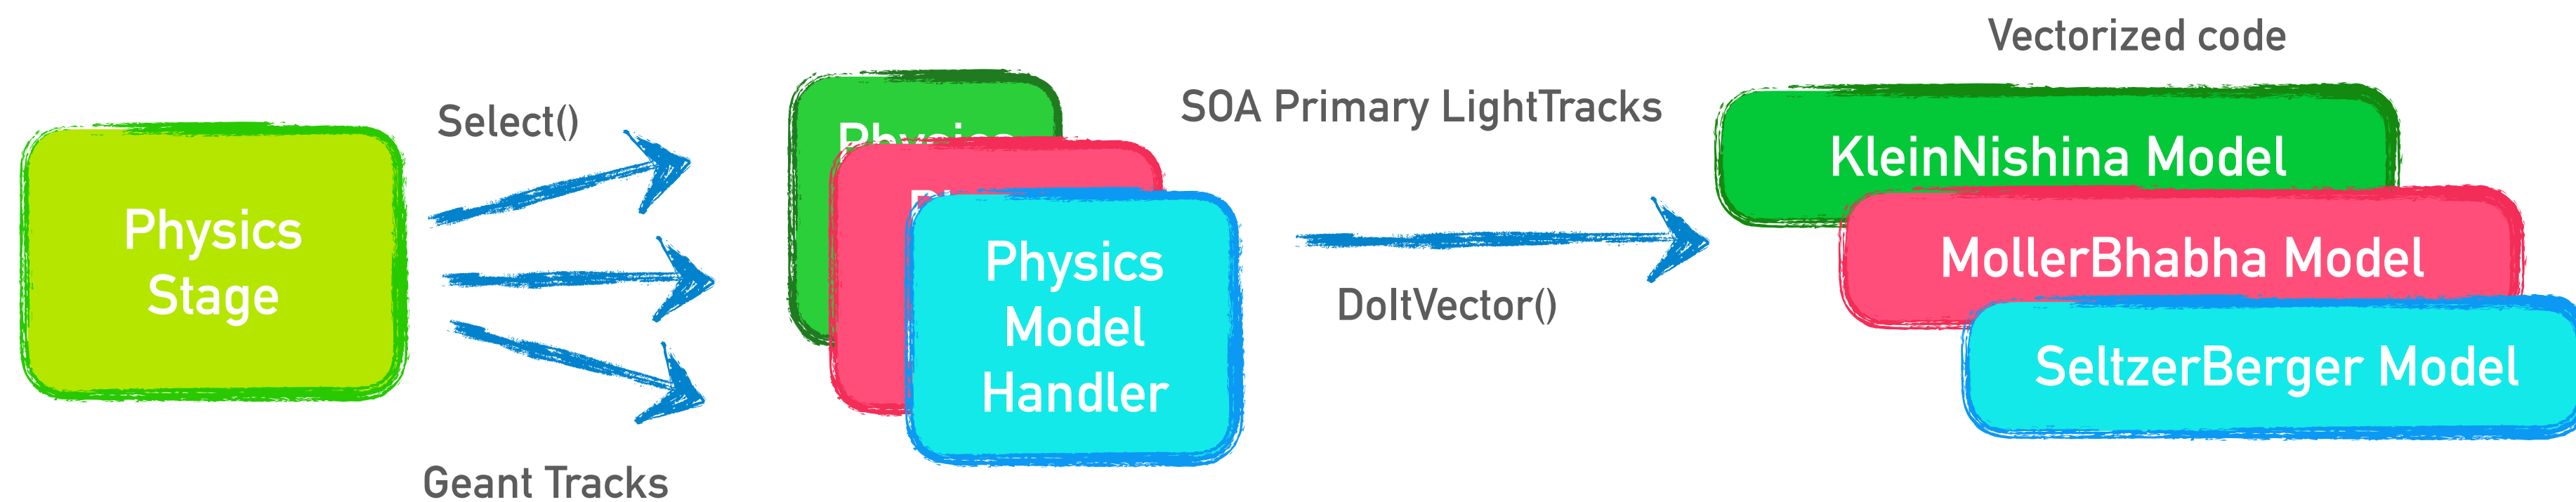 Vectorized code
Select()
SOA Primary LightTracks
KleinNishina Model
Physics
Stage
MollerBhabha Model
Physics
Model
Handler
DoItVector()
SeltzerBerger Model
Geant Tracks